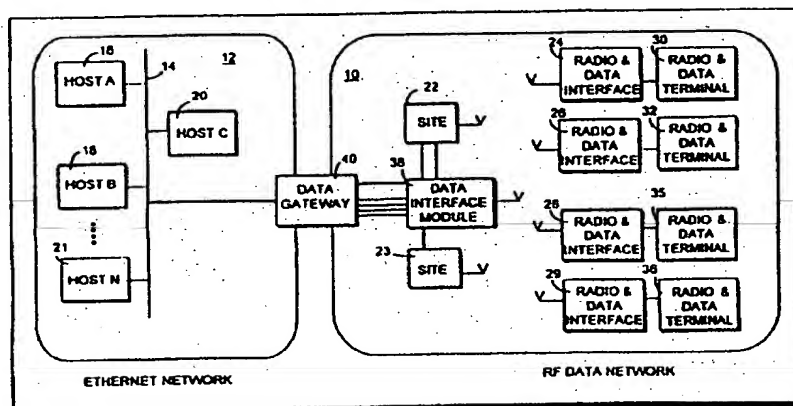 16
HOST A
14
12
20
HOST C
18
HOST B
21
HOST N
ETHERNET NETWORK
40
DATA
GATEWAY
10
22
SITE
38
DATA
INTERFACE
MODULE
23
SITE
24
RADIO &
DATA
INTERFACE
30
RADIO &
DATA
TERMINAL
26
RADIO &
DATA
INTERFACE
32
RADIO &
DATA
TERMINAL
RADIO &
DATA
INTERFACE
35
RADIO &
DATA
TERMINAL
29
RADIO &
DATA
INTERFACE
36
RADIO &
DATA
TERMINAL
RF DATA NETWORK